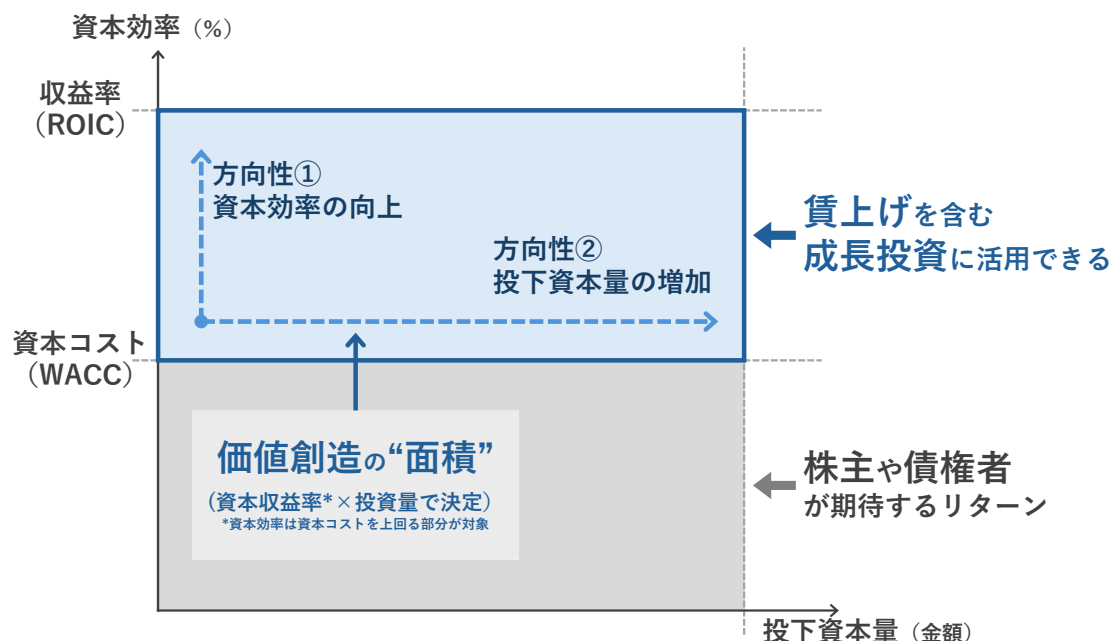 資本効率（%）
収益率
（ROIC）
方向性①
資本効率の向上
方向性②
投下資本量の増加
賃上げを含む
成長投資に活用できる
資本コスト
（WACC）
価値創造の“面積”
（資本収益率*×投資量で決定）
*資本効率は資本コストを上回る部分が対象
株主や債権者
が期待するリターン
投下資本量（金額）